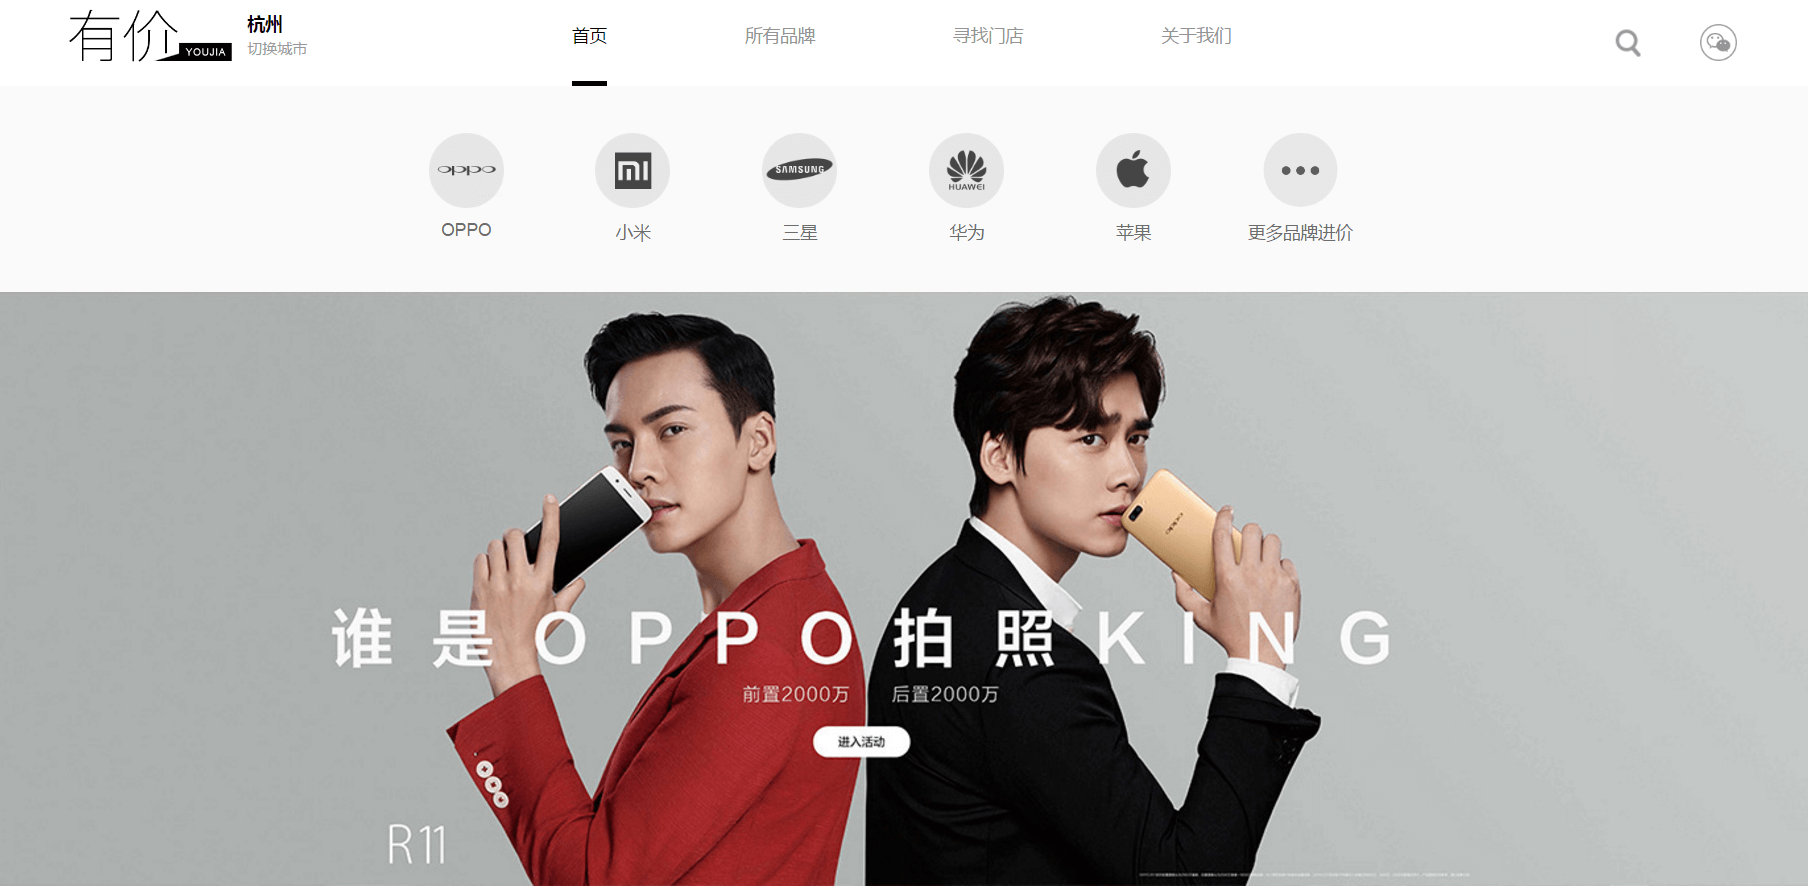 有价
YOUJIA
杭州
切换城市
首页
所有品牌
寻找门店
关于我们
oppo
mi
SAMSUNG
HUAWEI
OPPO
小米
三星
华为
苹果
更多品牌进价
oppo
谁是OPPO拍照KING
前置2000万
后置2000万
进入活动
R11